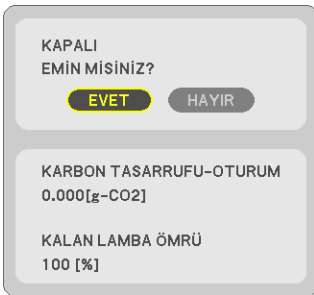 KAPALI
EMİN MİSİNİZ?
EVET HAYIR
KARBON TASARRUFU-OTURUM
0.000[g-CO2]
KALAN LAMBA ÖMRÜ
100 [%]